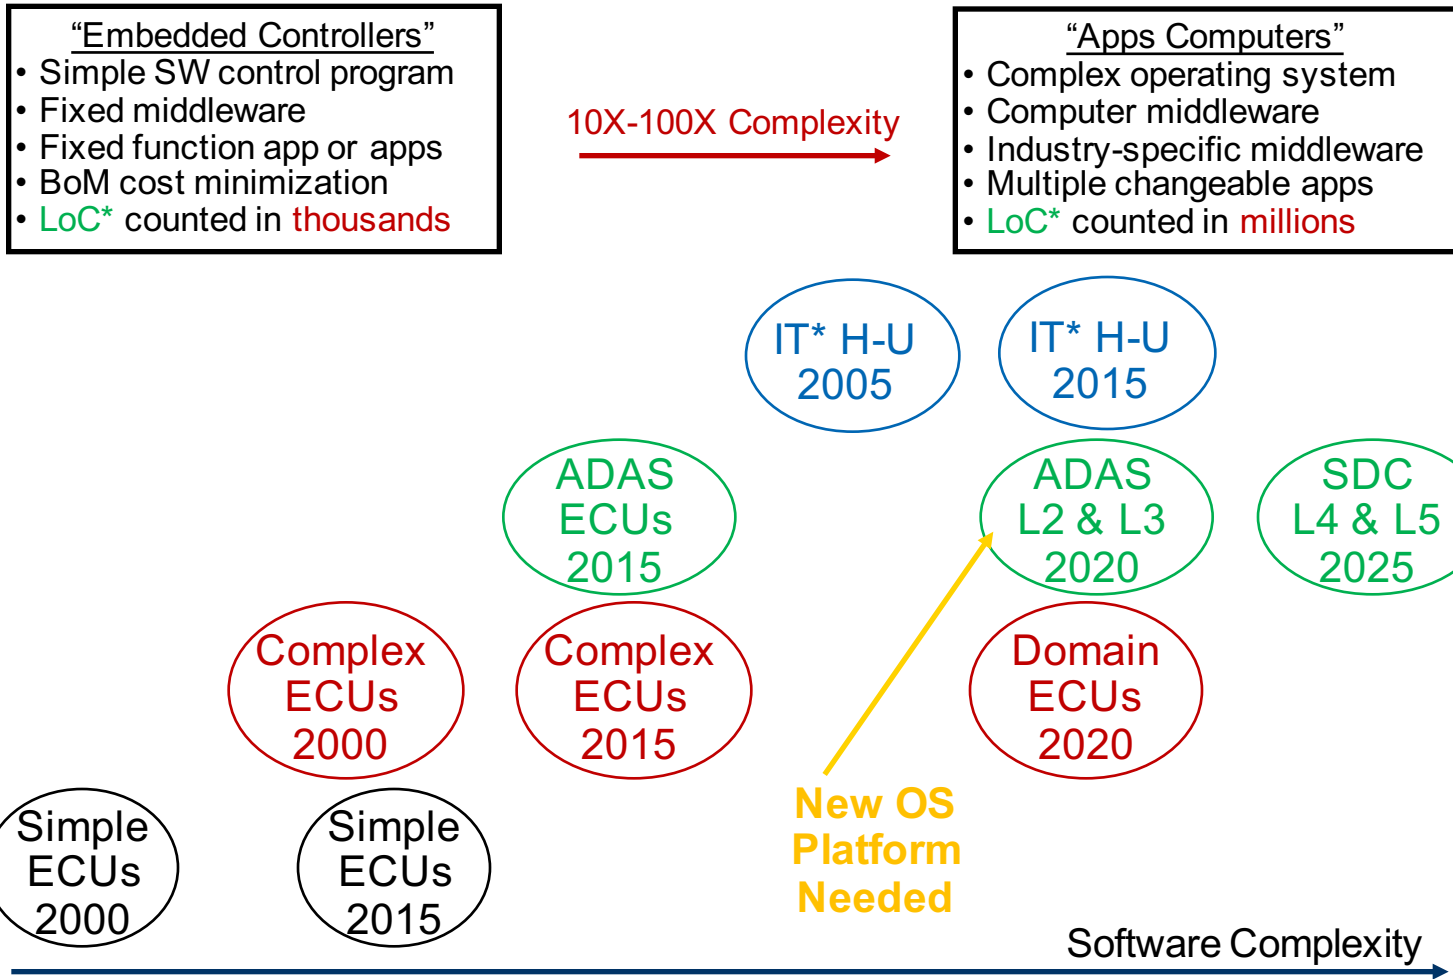 “Embedded Controllers”
• Simple SW control program
• Fixed middleware
• Fixed function app or apps
• BoM cost minimization
• LoC* counted in thousands
10X-100X Complexity
“Apps Computers”
• Complex operating system
• Computer middleware
• Industry-specific middleware
• Multiple changeable apps
• LoC* counted in millions
IT* H-U
2005
IT* H-U
2015
ADAS
ECUs
2015
ADAS
L2 & L3
2020
SDC
L4 & L5
2025
Complex
ECUs
2000
Complex
ECUs
2015
Domain
ECUs
2020
Simple
ECUs
2000
Simple
ECUs
2015
New OS
Platform
Needed
Software Complexity